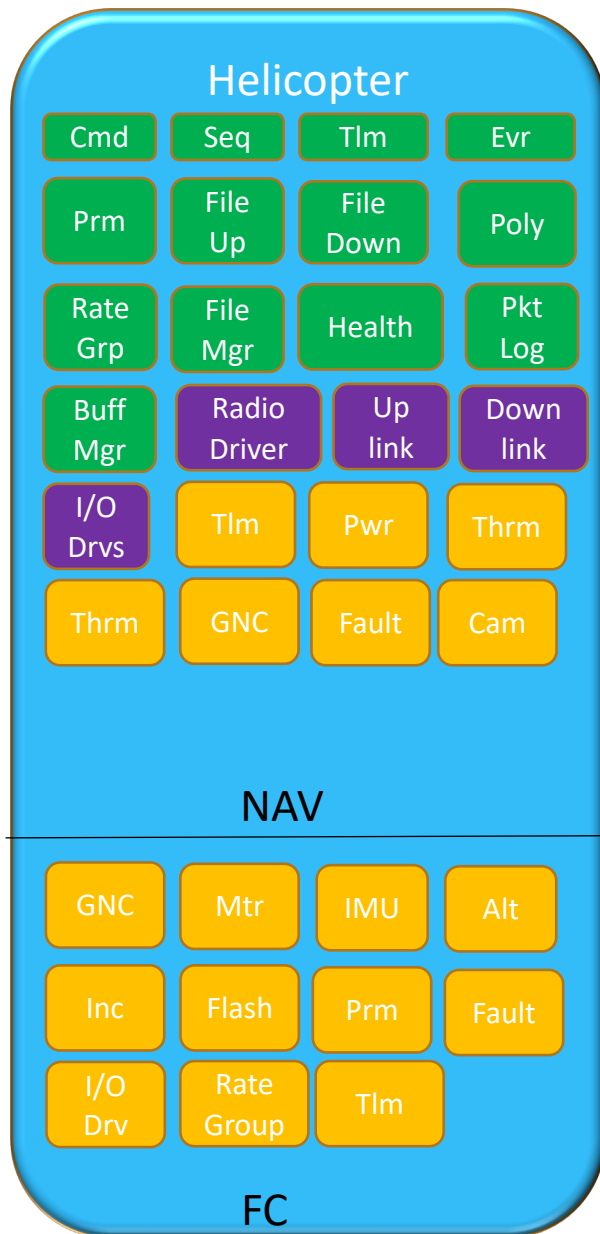 Helicopter
Cmd
Seq
Tlm
Evr
Prm
File
Up
File
Down
Poly
Rate
Grp
File
Mgr
Health
Pkt
Log
Buff
Mgr
Radio
Driver
Up
link
Down
link
I/O
Drvs
Tlm
Pwr
Thrm
Thrm
GNC
Fault
Cam
NAV
GNC
Mtr
IMU
Alt
Inc
Flash
Prm
Fault
I/O
Drv
Rate
Group
Tlm
FC